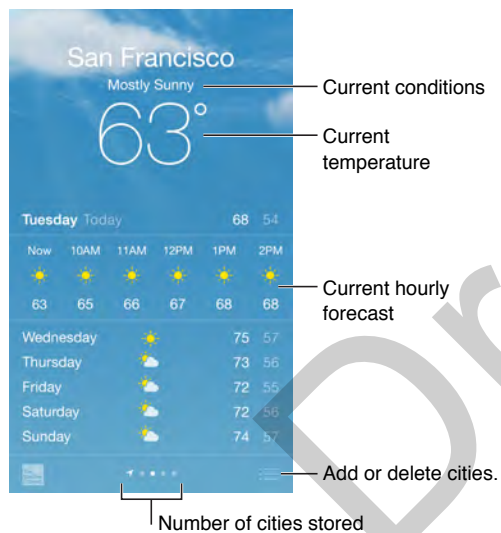 San Francisco
Mostly Sunny
Current conditions
63°
Current
temperature
Tuesday Today 68 54
Now 10AM 11AM 12PM 1PM 2PM
63 65 66 67 68 68
Current hourly
forecast
Wednesday 75 57
Thursday 73 56
Friday 72 55
Saturday 72 56
Sunday 74 57
Add or delete cities.
Number of cities stored
Dr